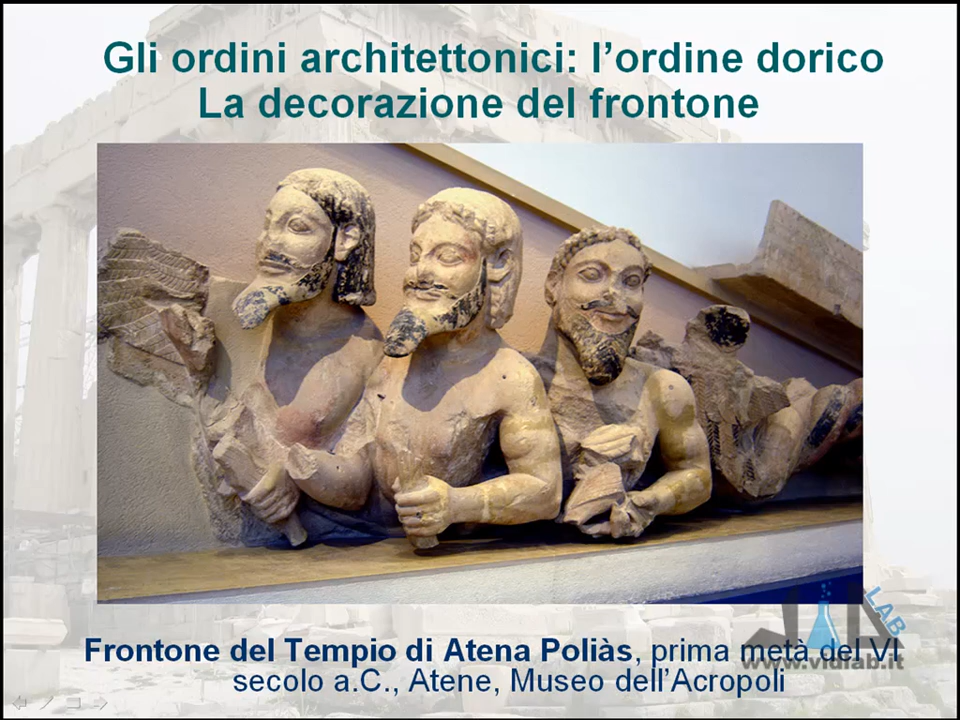 Gli ordini architettonici: l’ordine dorico
La decorazione del frontone
Frontone del Tempio di Atena Poliàs, prima metà del VI
secolo a.C., Atene, Museo dell’Acropoli
LAB
www.vidlab.it